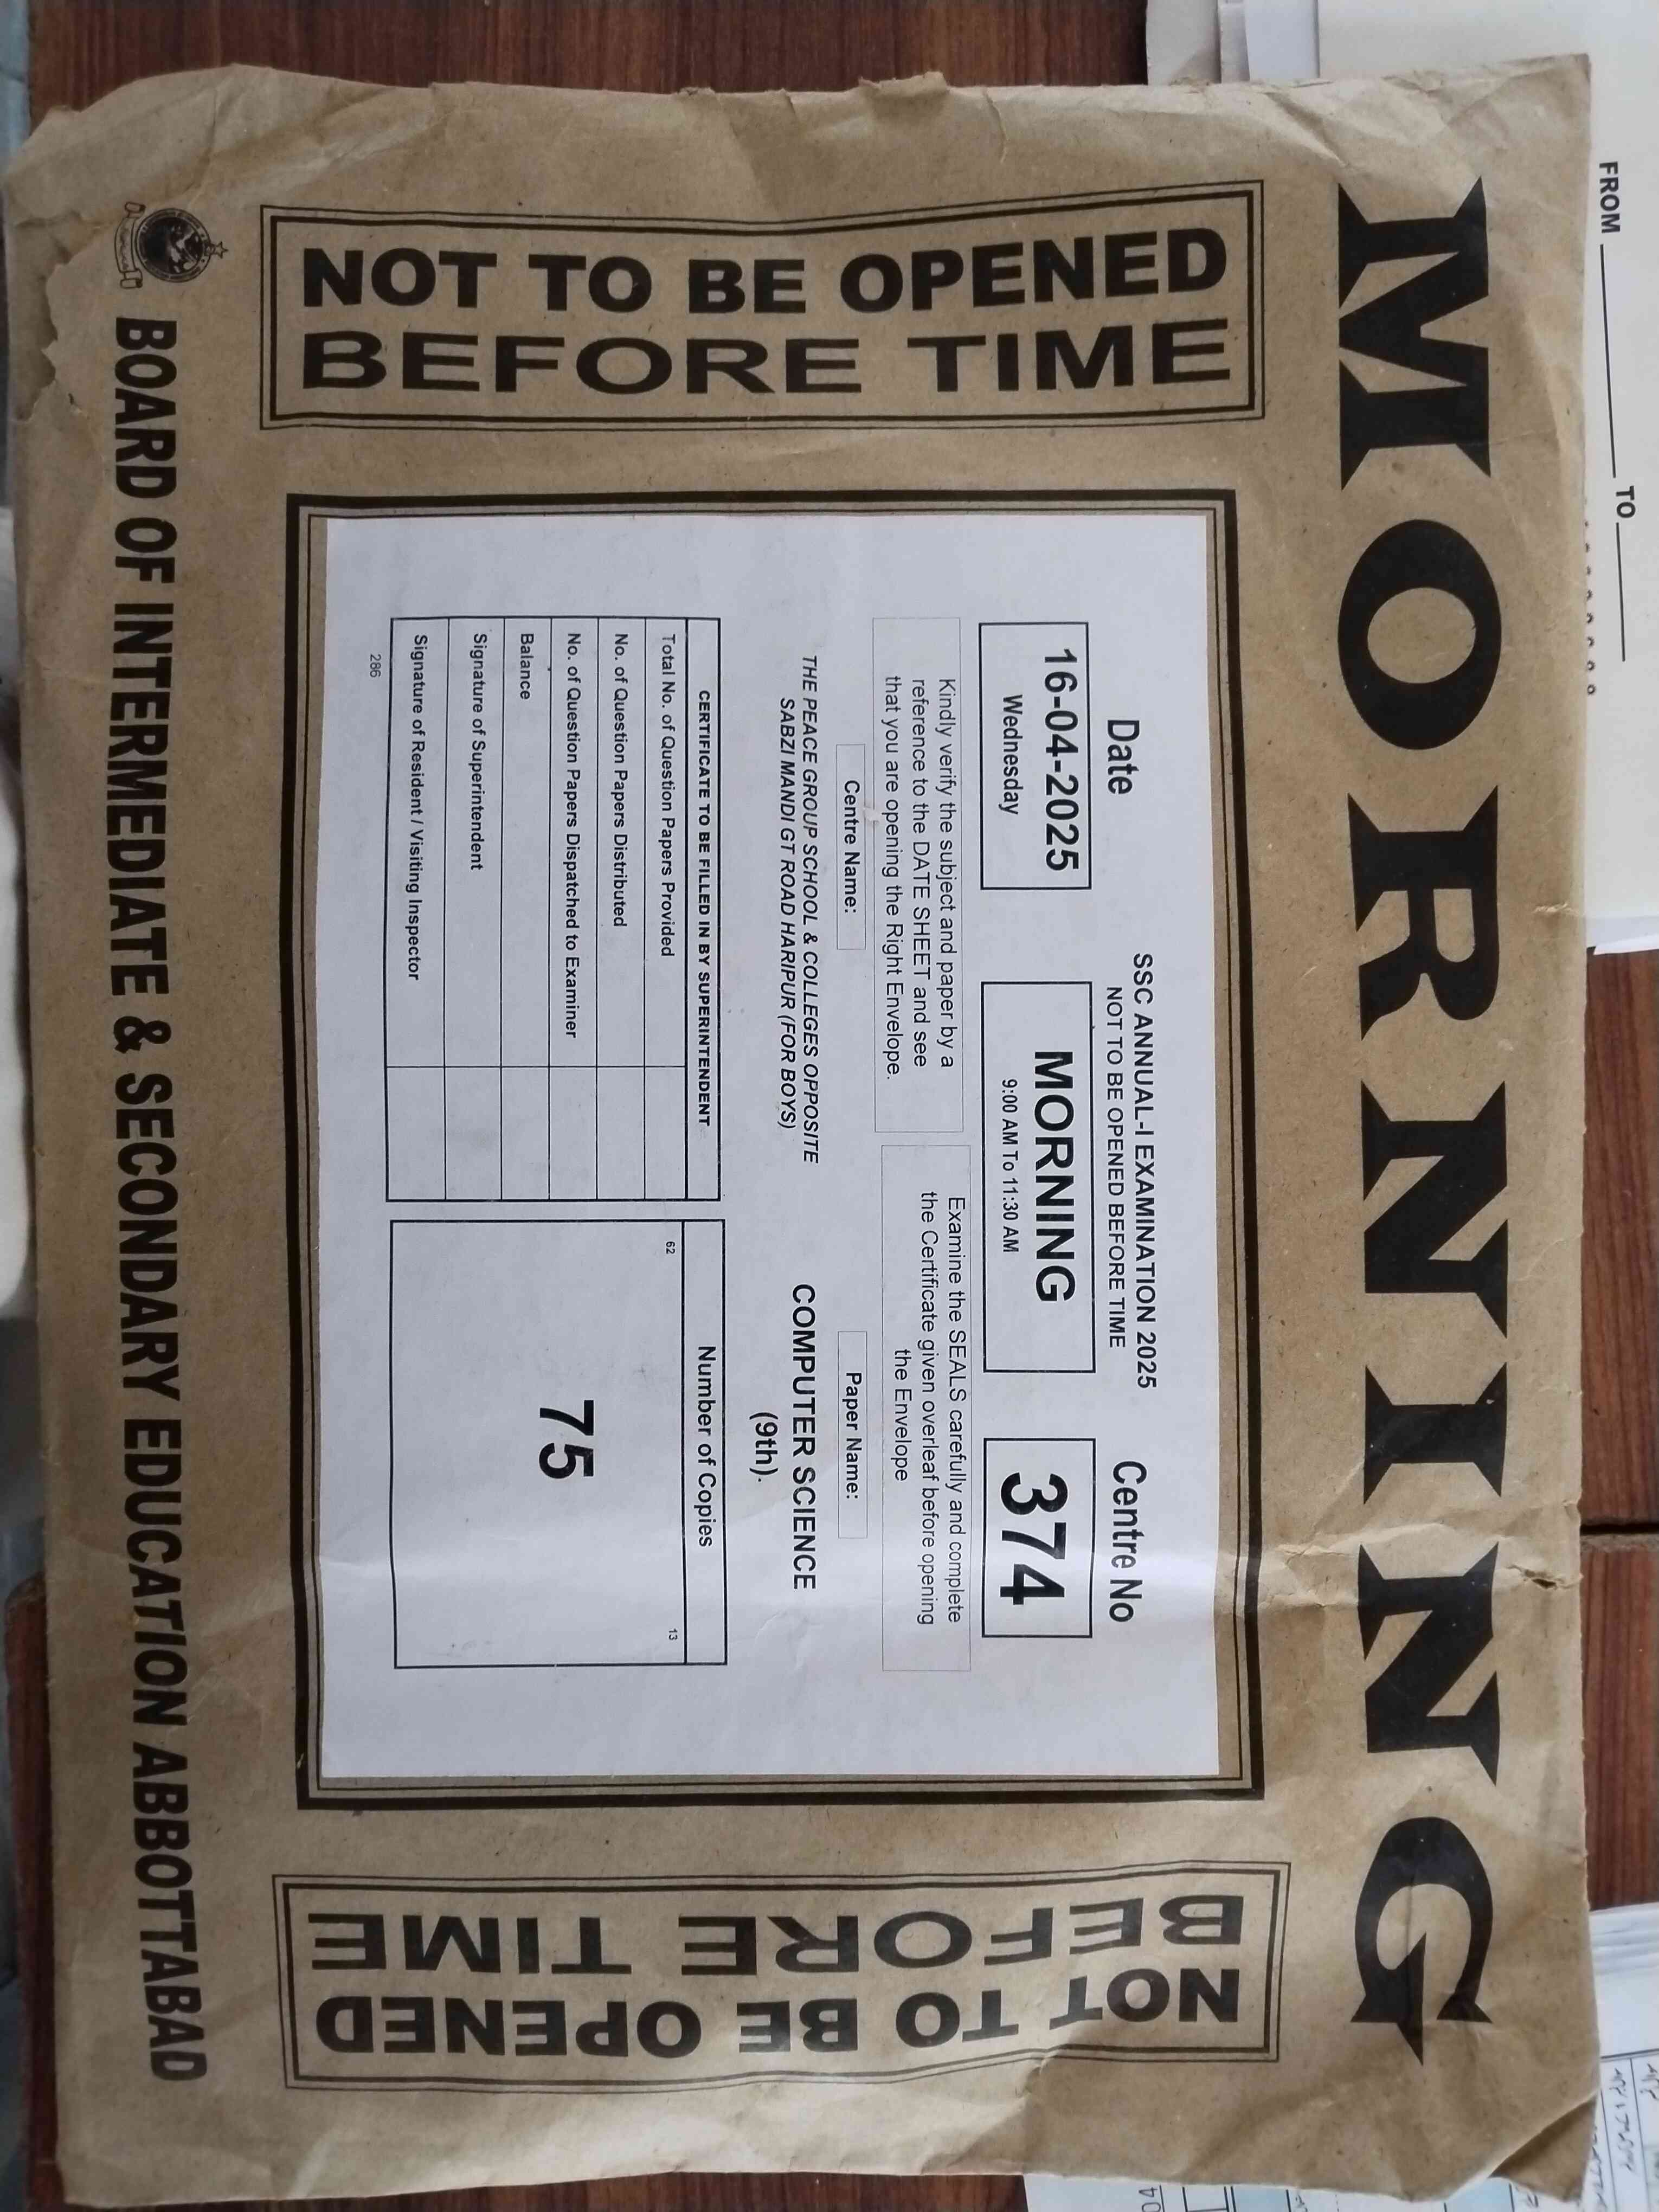 FROM TO
MORNING
NOT TO BE OPENED
BEFORE TIME
SSC ANNUAL-I EXAMINATION 2025
NOT TO BE OPENED BEFORE TIME
Date
Centre No
16-04-2025
Wednesday
MORNING
9:00 AM To 11:30 AM
374
Kindly verify the subject and paper by a
reference to the DATE SHEET and see
that you are opening the Right Envelope.
Examine the SEALS carefully and complete
the Certificate given overleaf before opening
the Envelope
Centre Name:
Paper Name:
THE PEACE GROUP SCHOOL & COLLEGES OPPOSITE
SABZI MANDI GT ROAD HARIPUR (FOR BOYS)
COMPUTER SCIENCE
(9th).
CERTIFICATE TO BE FILLED IN BY SUPERINTENDENT
Total No. of Question Papers Provided
No. of Question Papers Distributed
No. of Question Papers Dispatched to Examiner
Balance
Signature of Superintendent
Signature of Resident / Visiting Inspector
286
Number of Copies
62 13
75
NOT TO BE OPENED
BEFORE TIME
BOARD OF INTERMEDIATE & SECONDARY EDUCATION ABBOTTABAD